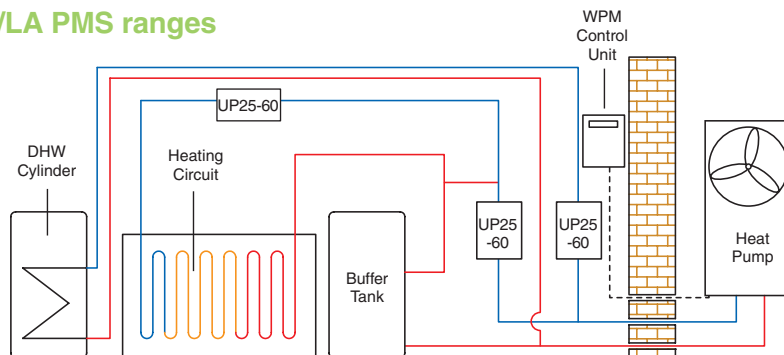 /LA PMS ranges
WPM
Control
Unit
UP25-60
DHW
Cylinder
Heating
Circuit
UP25
-60
UP25
-60
Heat
Pump
Buffer
Tank